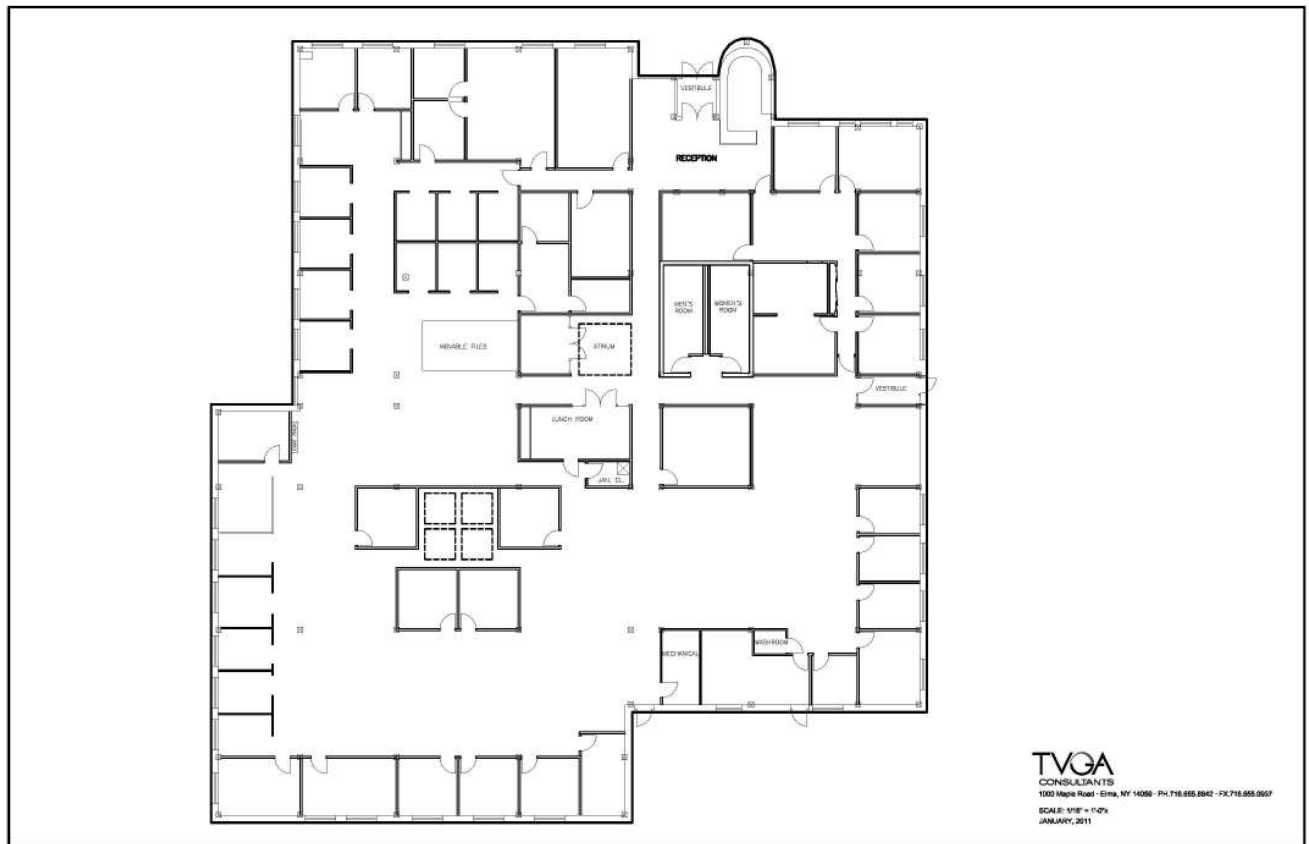 VESTIBULE
RECEPTION
MEN'S
ROOM
WOMEN'S
ROOM
MOVABLE FILES
ATRIUM
VESTIBULE
LUNCH ROOM
JAN. CL.
MECHANICAL
WASHROOM
TVGA
CONSULTANTS
1000 Maple Road - Elma, NY 14059 - PH.716.655.8842 - FX.716.655.0937
SCALE: 1/16" = 1'-0"±
JANUARY, 2011